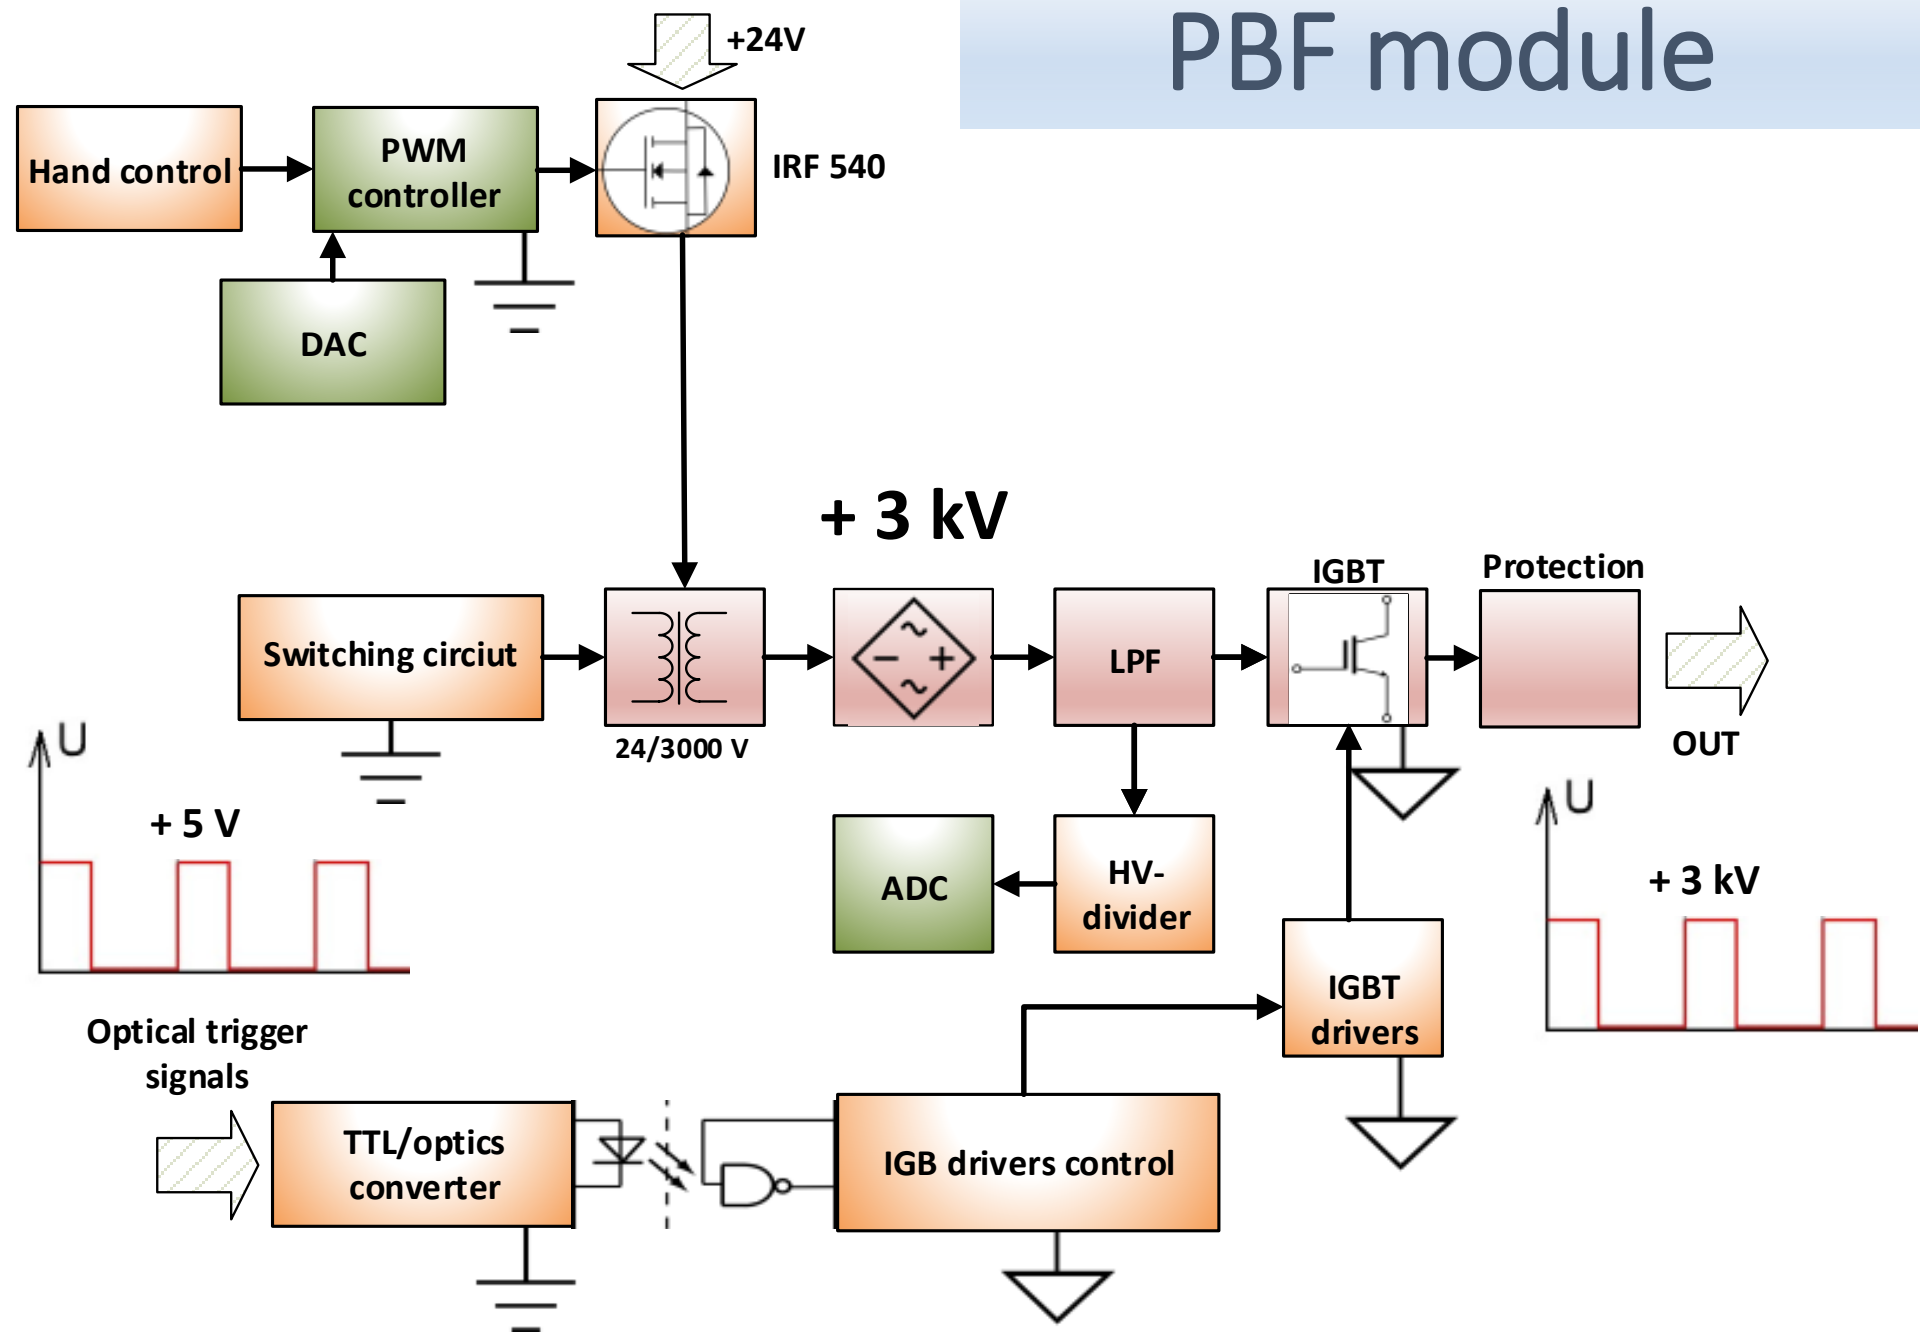 PBF module
+24V
Hand control
PWM
controller
IRF 540
DAC
+ 3 kV
IGBT
Protection
Switching circiut
LPF
24/3000 V
OUT
U
+ 5 V
U
+ 3 kV
ADC
HV-
divider
IGBT
drivers
Optical trigger
signals
TTL/optics
converter
IGB drivers control